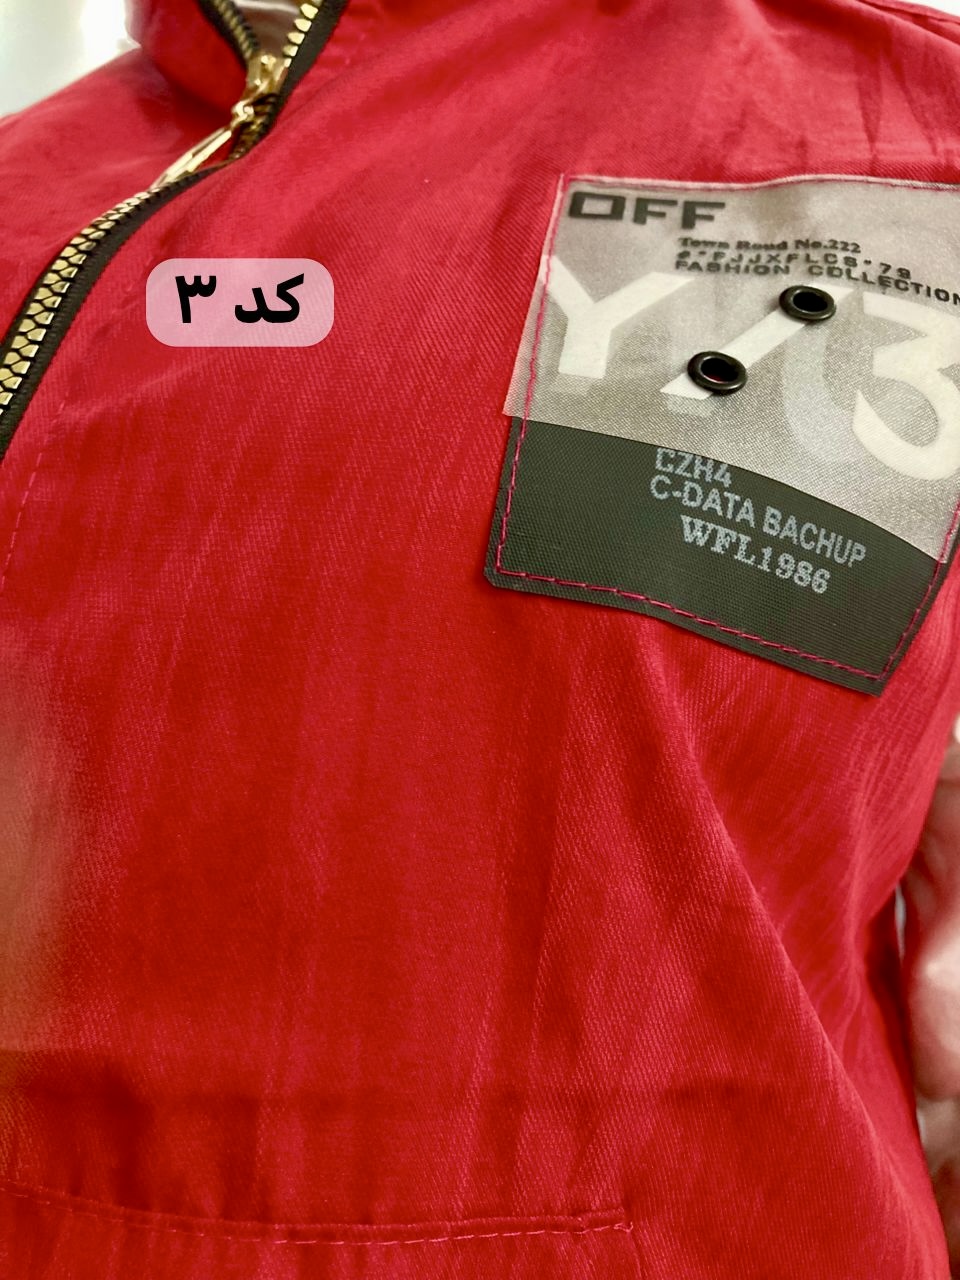 OFF
Town Road No.222
FASHION COLLECTION
Y/3
کد ۳
CZH4
C-DATA BACHUP
WFL1986